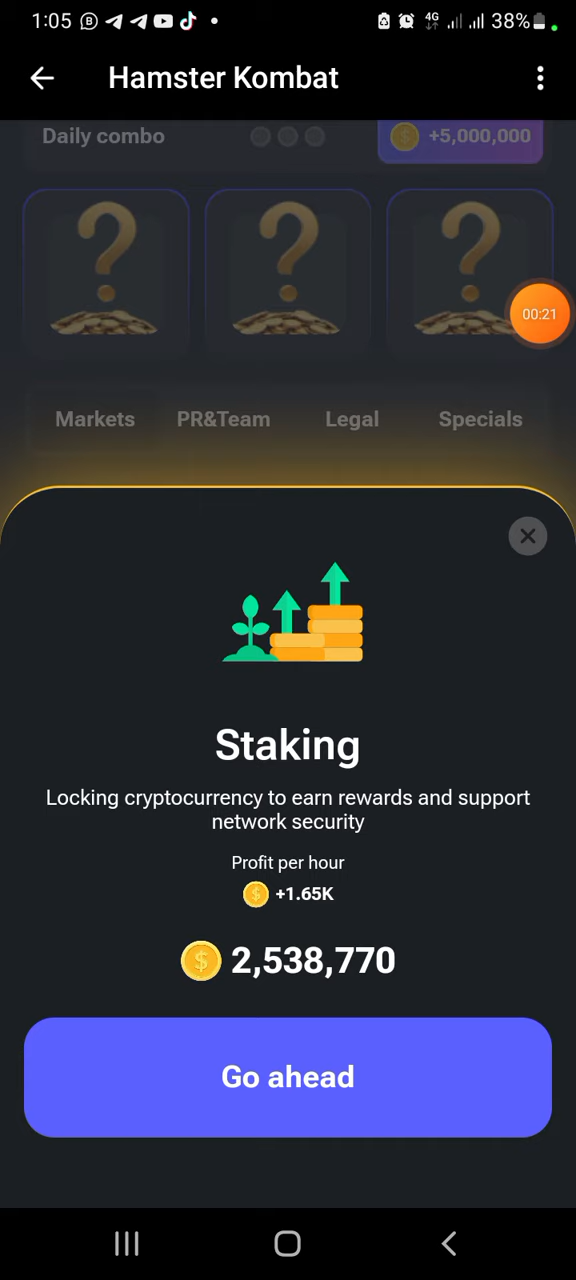 1:05 4G 38%
Hamster Kombat
Daily combo +5,000,000
00:21
Markets PR&Team Legal Specials
Staking
Locking cryptocurrency to earn rewards and support
network security
Profit per hour
+1.65K
2,538,770
Go ahead